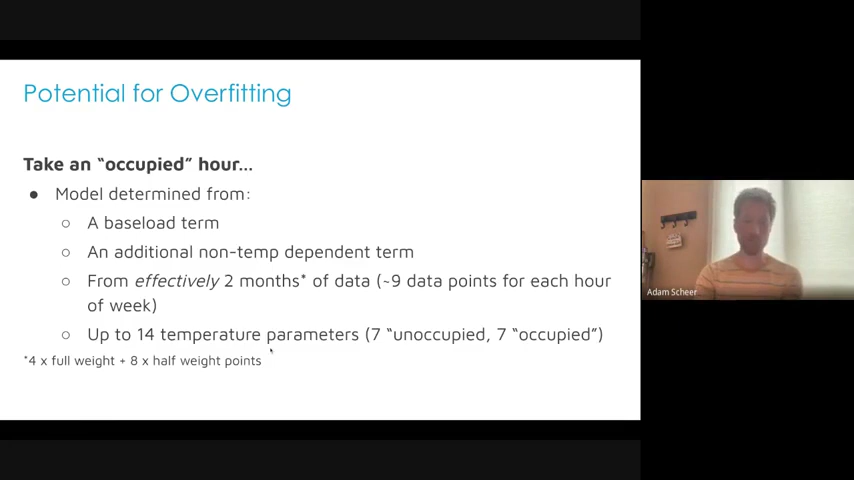 Potential for Overfitting
Take an “occupied” hour...
● Model determined from:
○ A baseload term
○ An additional non-temp dependent term
○ From effectively 2 months* of data (~9 data points for each hour
of week)
○ Up to 14 temperature parameters (7 “unoccupied, 7 “occupied”)
*4 x full weight + 8 x half weight points
Adam Scheer